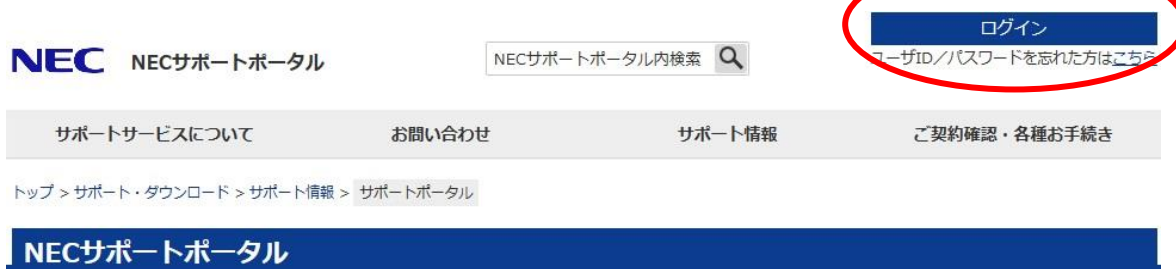 ログイン
NEC NECサポートポータル NECサポートポータル内検索
ユーザID／パスワードを忘れた方はこちら
サポートサービスについて お問い合わせ サポート情報 ご契約確認・各種お手続き
トップ > サポート・ダウンロード > サポート情報 > サポートポータル
NECサポートポータル